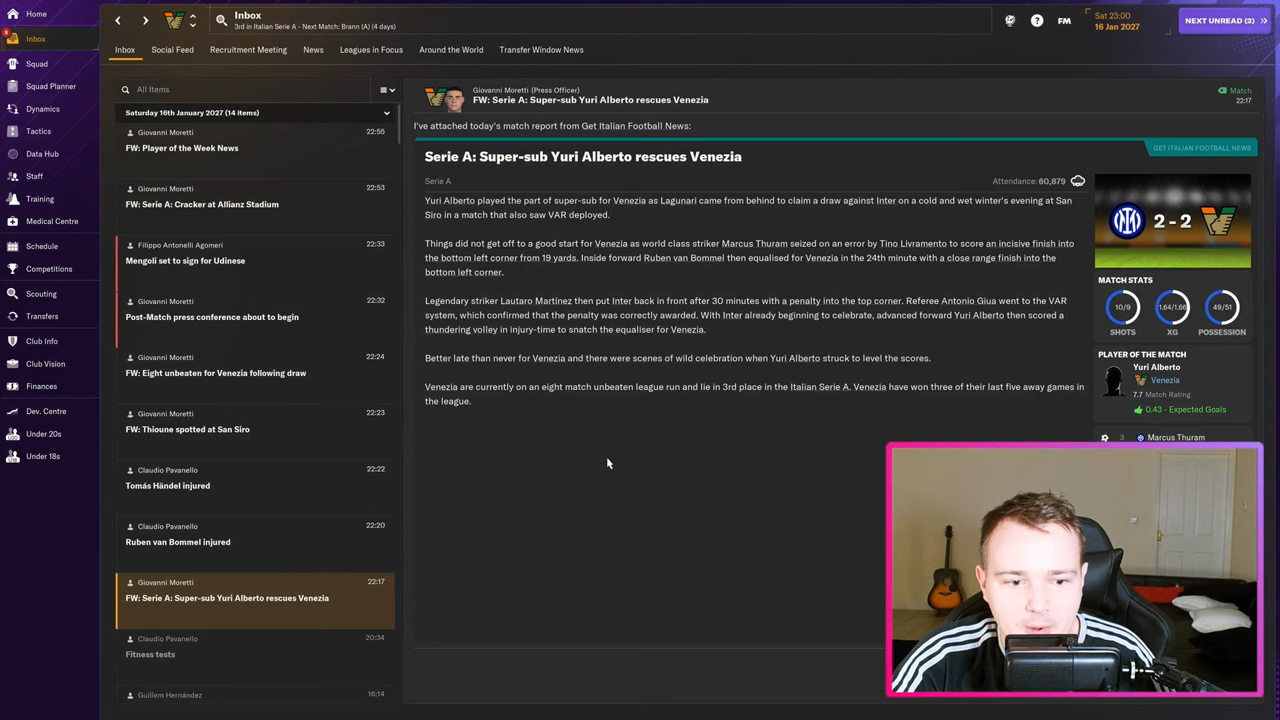 Home
Inbox
Squad
Squad Planner
Dynamics
Tactics
Data Hub
Staff
Training
Medical Centre
Schedule
Competitions
Scouting
Transfers
Club Info
Club Vision
Finances
Dev. Centre
Under 20s
Under 18s
Inbox
3rd in Italian Serie A - Next Match: Brann (A) (4 days)
FM
Sat 23:00
16 Jan 2027
NEXT UNREAD (2)
Inbox
Social Feed
Recruitment Meeting
News
Leagues in Focus
Around the World
Transfer Window News
All Items
Saturday 16th January 2027 (14 items)
Giovanni Moretti 22:55
FW: Player of the Week News
Giovanni Moretti 22:53
FW: Serie A: Cracker at Allianz Stadium
Filippo Antonelli Agomeri 22:33
Mengoli set to sign for Udinese
Giovanni Moretti 22:32
Post-Match press conference about to begin
Giovanni Moretti 22:24
FW: Eight unbeaten for Venezia following draw
Giovanni Moretti 22:23
FW: Thioune spotted at San Siro
Claudio Pavanello 22:22
Tomás Händel injured
Claudio Pavanello 22:20
Ruben van Bommel injured
Giovanni Moretti 22:17
FW: Serie A: Super-sub Yuri Alberto rescues Venezia
Claudio Pavanello 20:34
Fitness tests
Guillem Hernández 16:14
Giovanni Moretti (Press Officer)
FW: Serie A: Super-sub Yuri Alberto rescues Venezia
Match
22:17
I've attached today's match report from Get Italian Football News:
GET ITALIAN FOOTBALL NEWS
Serie A: Super-sub Yuri Alberto rescues Venezia
Serie A
Attendance: 60,879
Yuri Alberto played the part of super-sub for Venezia as Lagunari came from behind to claim a draw against Inter on a cold and wet winter's evening at San
Siro in a match that also saw VAR deployed.
Things did not get off to a good start for Venezia as world class striker Marcus Thuram seized on an error by Tino Livramento to score an incisive finish into
the bottom left corner from 19 yards. Inside forward Ruben van Bommel then equalised for Venezia in the 24th minute with a close range finish into the
bottom left corner.
Legendary striker Lautaro Martínez then put Inter back in front after 30 minutes with a penalty into the top corner. Referee Antonio Giua went to the VAR
system, which confirmed that the penalty was correctly awarded. With Inter already beginning to celebrate, advanced forward Yuri Alberto then scored a
thundering volley in injury-time to snatch the equaliser for Venezia.
Better late than never for Venezia and there were scenes of wild celebration when Yuri Alberto struck to level the scores.
Venezia are currently on an eight match unbeaten league run and lie in 3rd place in the Italian Serie A. Venezia have won three of their last five away games in
the league.
2 - 2
MATCH STATS
10/9
1.64/1.66
49/51
SHOTS
XG
POSSESSION
PLAYER OF THE MATCH
Yuri Alberto
Venezia
7.7 Match Rating
0.43 - Expected Goals
3 Marcus Thuram